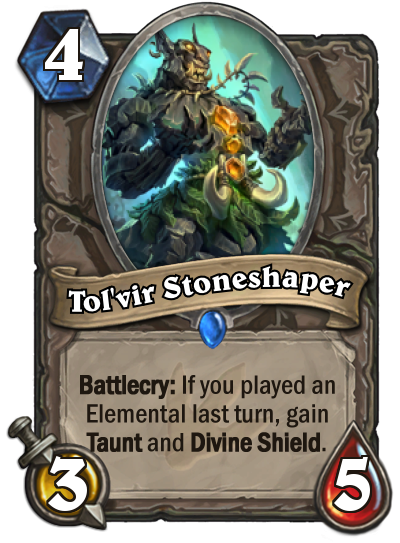 4
Tol'vir Stoneshaper
Battlecry: If you played an
Elemental last turn, gain
Taunt and Divine Shield.
3
5